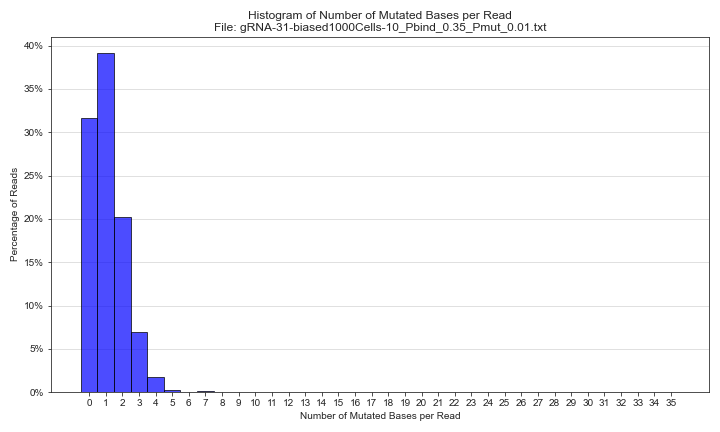 Histogram of Number of Mutated Bases per Read
File: gRNA-31-biased1000Cells-10_Pbind_0.35_Pmut_0.01.txt
40%
35%
30%
25%
20%
15%
10%
5%
0%
Percentage of Reads
0 1 2 3 4 5 6 7 8 9 10 11 12 13 14 15 16 17 18 19 20 21 22 23 24 25 26 27 28 29 30 31 32 33 34 35
Number of Mutated Bases per Read